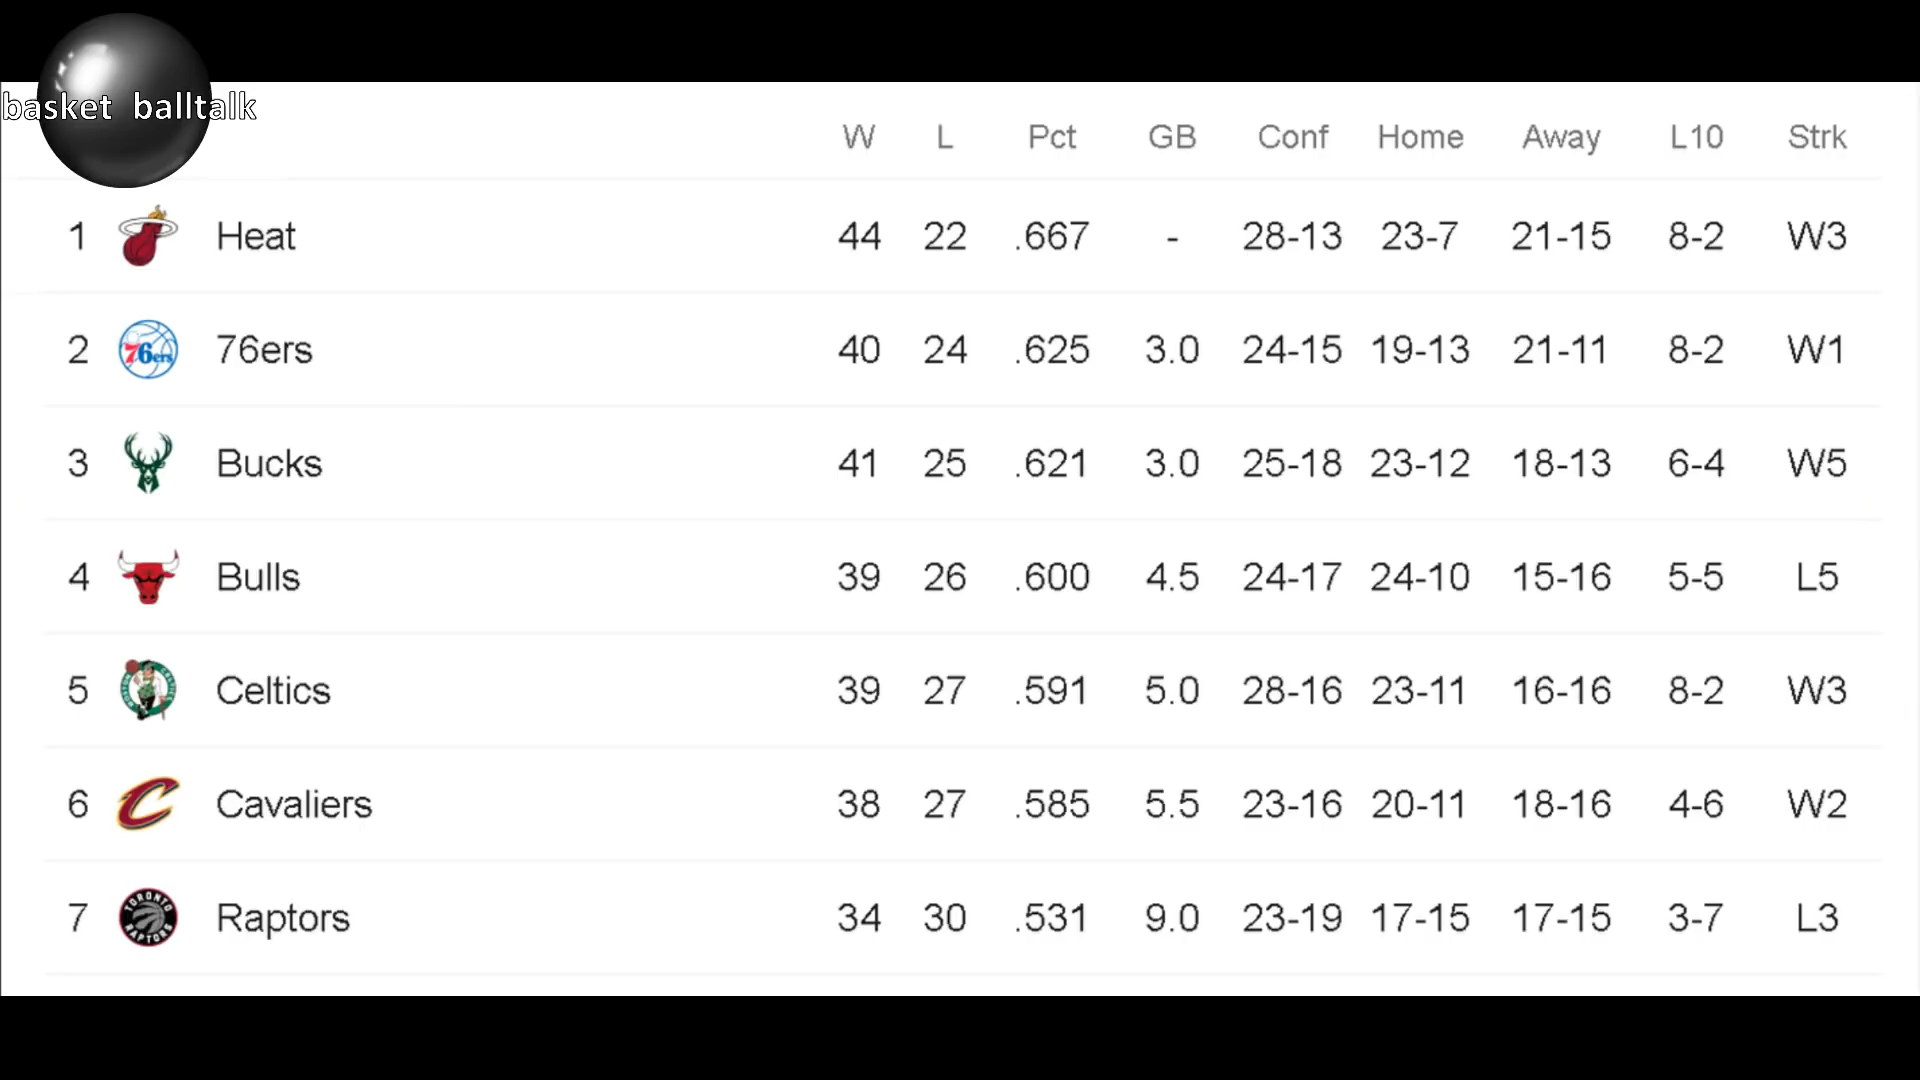 basket balltalk
W L Pct GB Conf Home Away L10 Strk
1 Heat 44 22 .667 - 28-13 23-7 21-15 8-2 W3
2 76ers 76ers 40 24 .625 3.0 24-15 19-13 21-11 8-2 W1
3 Bucks 41 25 .621 3.0 25-18 23-12 18-13 6-4 W5
4 Bulls 39 26 .600 4.5 24-17 24-10 15-16 5-5 L5
5 Celtics 39 27 .591 5.0 28-16 23-11 16-16 8-2 W3
6 C Cavaliers 38 27 .585 5.5 23-16 20-11 18-16 4-6 W2
7 TORONTO RAPTORS Raptors 34 30 .531 9.0 23-19 17-15 17-15 3-7 L3